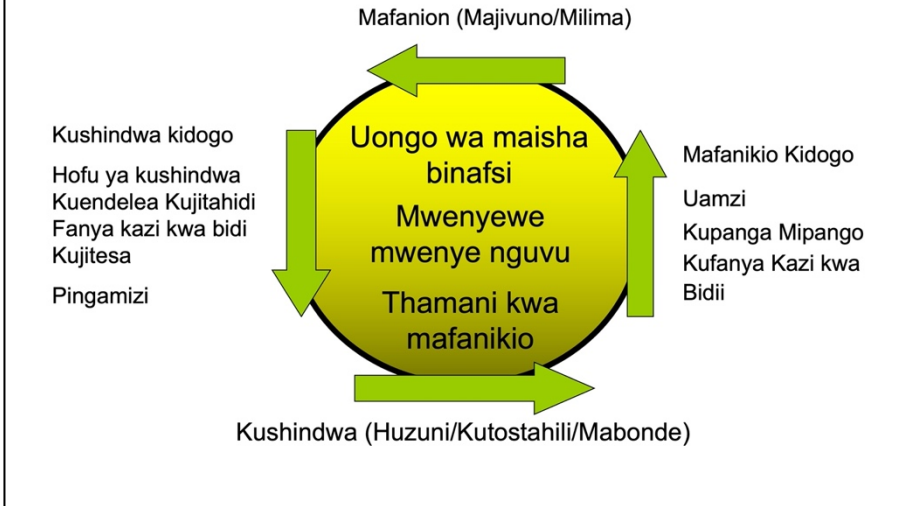 Mafanion (Majivuno/Milima)
Kushindwa kidogo
Hofu ya kushindwa
Kuendelea Kujitahidi
Fanya kazi kwa bidi
Kujitesa
Pingamizi
Uongo wa maisha
binafsi
Mwenyewe
mwenye nguvu
Thamani kwa
mafanikio
Mafanikio Kidogo
Uamzi
Kupanga Mipango
Kufanya Kazi kwa
Bidii
Kushindwa (Huzuni/Kutostahili/Mabonde)